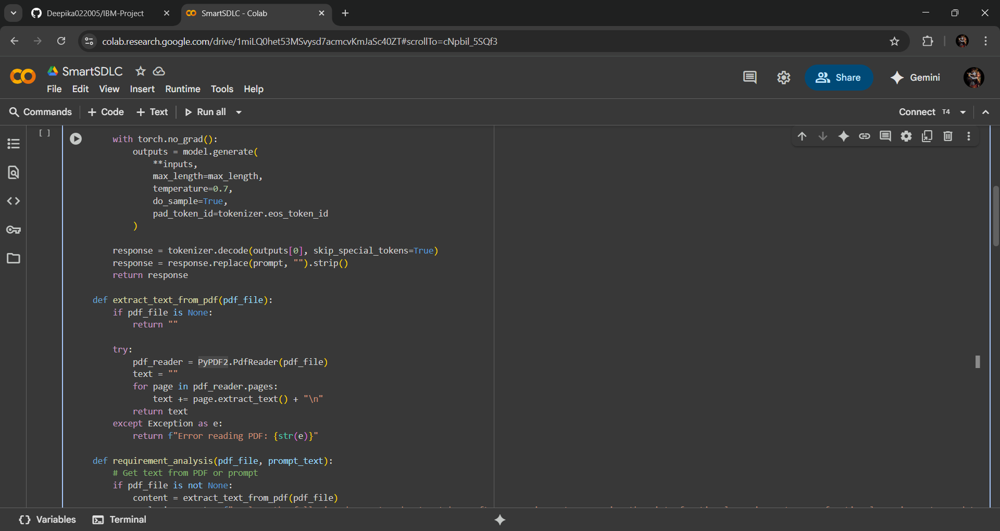 Deepika022005/IBM-Project
SmartSDLC - Colab
colab.research.google.com/drive/1miLQ0het53MSvysd7acmcvKmJaSc40ZT#scrollTo=cNpbil_5SQf3
SmartSDLC
File Edit View Insert Runtime Tools Help
Share
Gemini
Commands + Code + Text Run all
Connect T4
[ ]
with torch.no_grad():
outputs = model.generate(
**inputs,
max_length=max_length,
temperature=0.7,
do_sample=True,
pad_token_id=tokenizer.eos_token_id
)
response = tokenizer.decode(outputs[0], skip_special_tokens=True)
response = response.replace(prompt, "").strip()
return response
def extract_text_from_pdf(pdf_file):
if pdf_file is None:
return ""
try:
pdf_reader = PyPDF2.PdfReader(pdf_file)
text = ""
for page in pdf_reader.pages:
text += page.extract_text() + "\n"
return text
except Exception as e:
return f"Error reading PDF: {str(e)}"
def requirement_analysis(pdf_file, prompt_text):
# Get text from PDF or prompt
if pdf_file is not None:
content = extract_text_from_pdf(pdf_file)
{} Variables Terminal